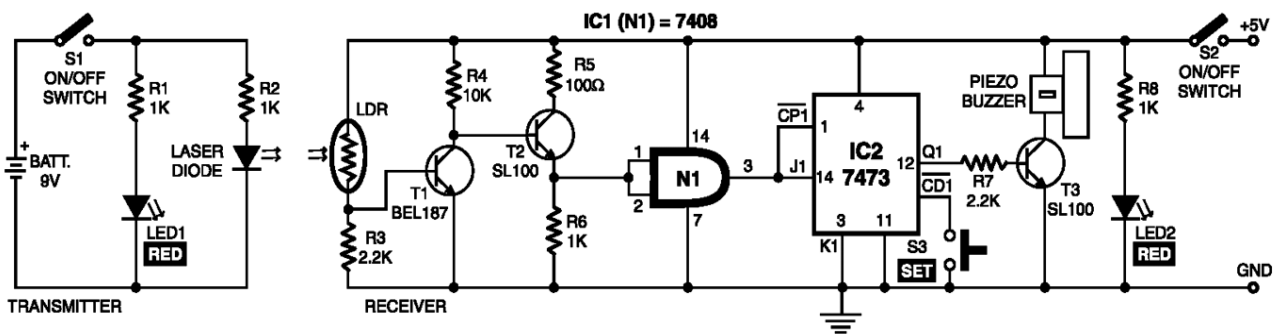 IC1 (N1) = 7408
S1
ON/OFF
SWITCH
R1
1K
R2
1K
LASER
DIODE
BATT.
9V
LED1
RED
TRANSMITTER
LDR
R3
2.2K
R4
10K
T1
BEL187
R5
100Ω
T2
SL100
R6
1K
1
2
14
N1
7
3
CP1
J1
1
14
4
IC2
7473
12
3
11
K1
Q1
CD1
S3
SET
R7
2.2K
PIEZO
BUZZER
T3
SL100
R8
1K
LED2
RED
S2
ON/OFF
SWITCH
+5V
GND
RECEIVER